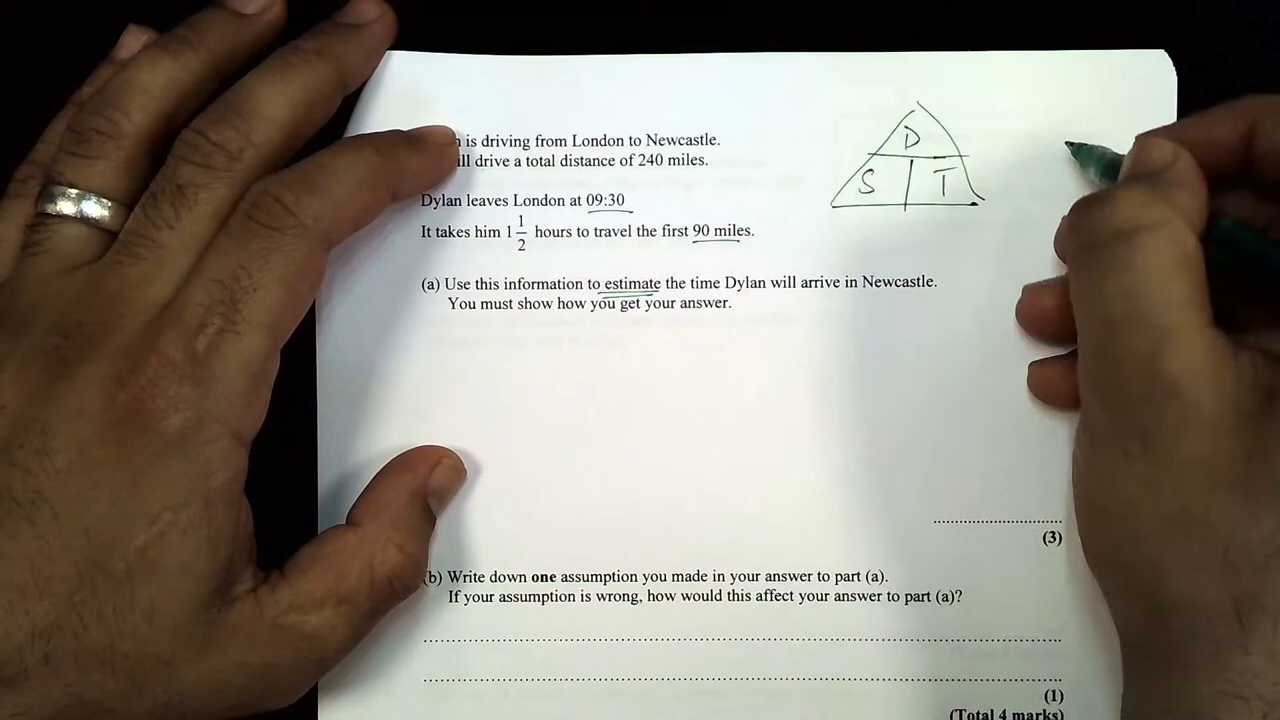 is driving from London to Newcastle.
ill drive a total distance of 240 miles.
D
S T
Dylan leaves London at 09:30
It takes him 1 1/2 hours to travel the first 90 miles.
(a) Use this information to estimate the time Dylan will arrive in Newcastle.
You must show how you get your answer.
(3)
(b) Write down one assumption you made in your answer to part (a).
If your assumption is wrong, how would this affect your answer to part (a)?
(1)
(Total 4 marks)